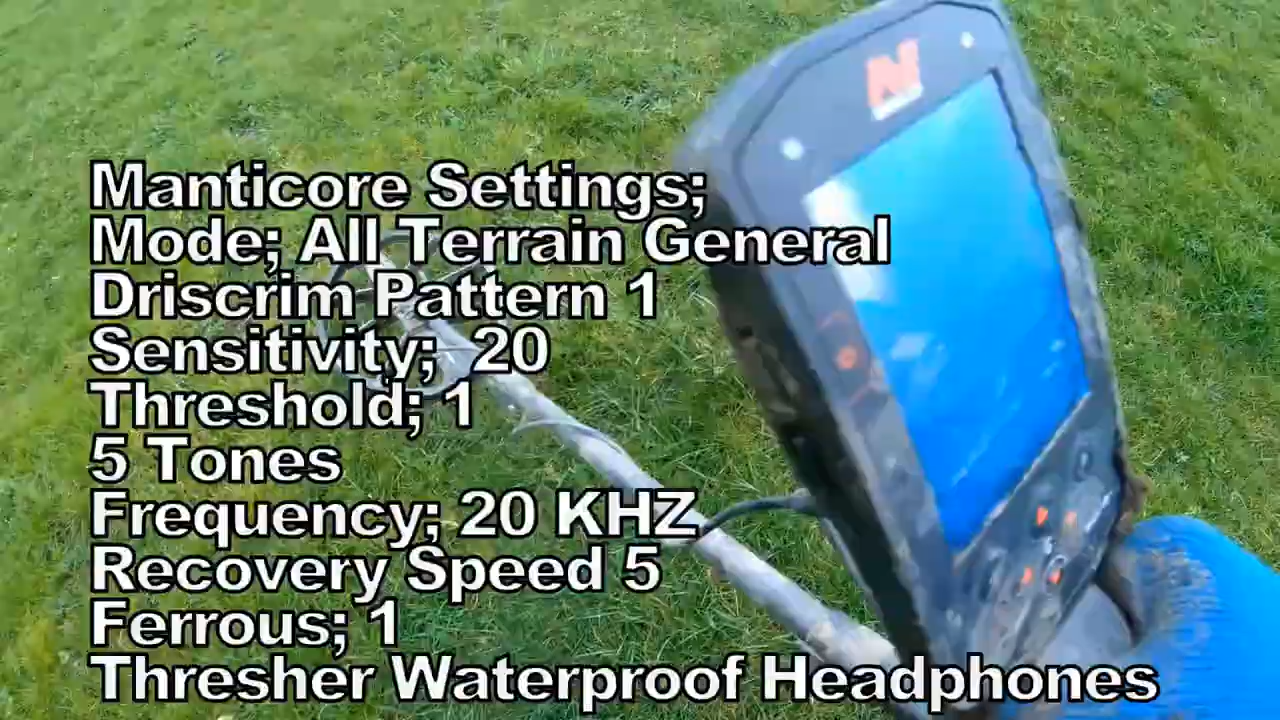 Manticore Settings;
Mode; All Terrain General
Driscrim Pattern 1
Sensitivity;  20
Threshold; 1
5 Tones
Frequency; 20 KHZ
Recovery Speed 5
Ferrous; 1
Thresher Waterproof Headphones